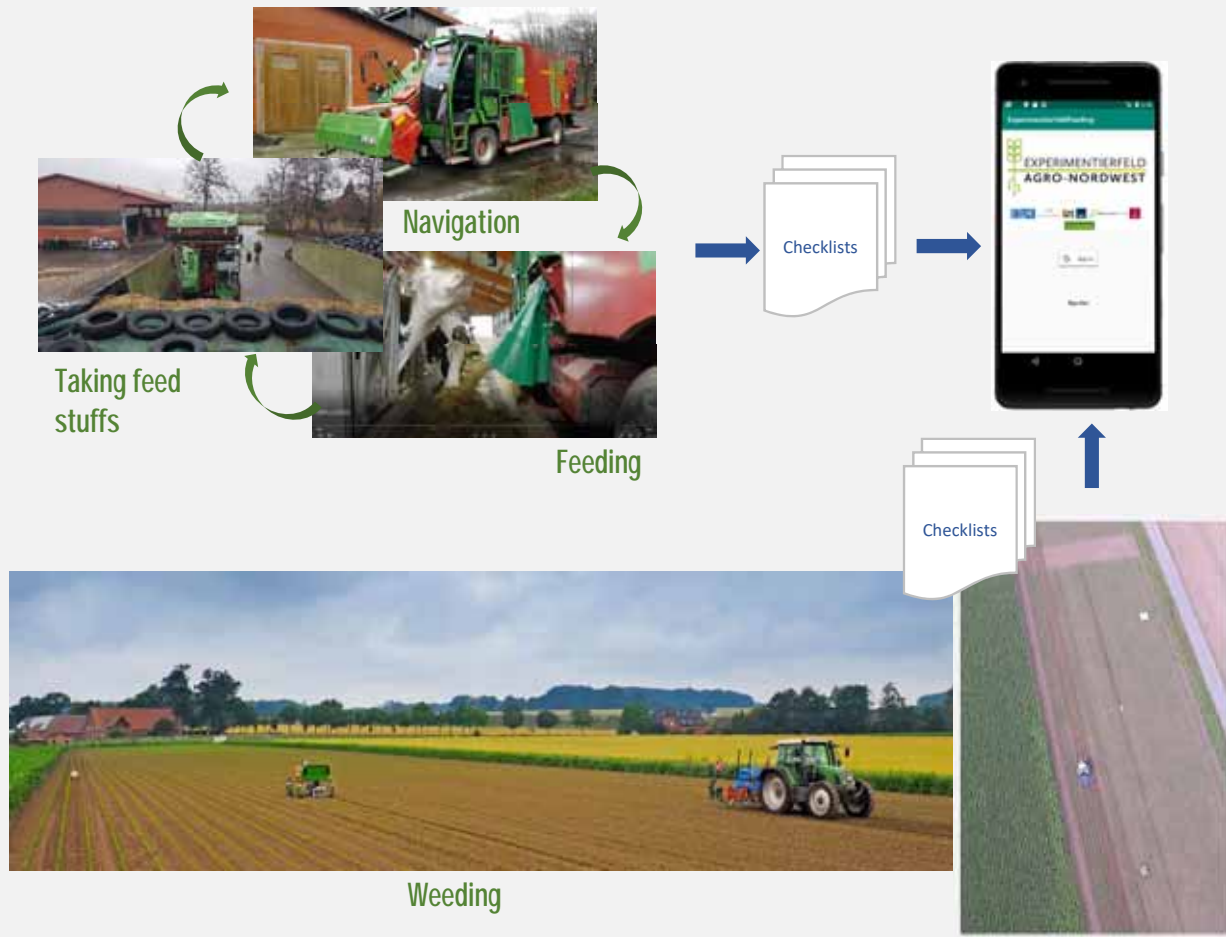 Navigation
Taking feed
stuffs
Feeding
Checklists
EXPERIMENTIERFELD
AGRO-NORDWEST
Checklists
Weeding